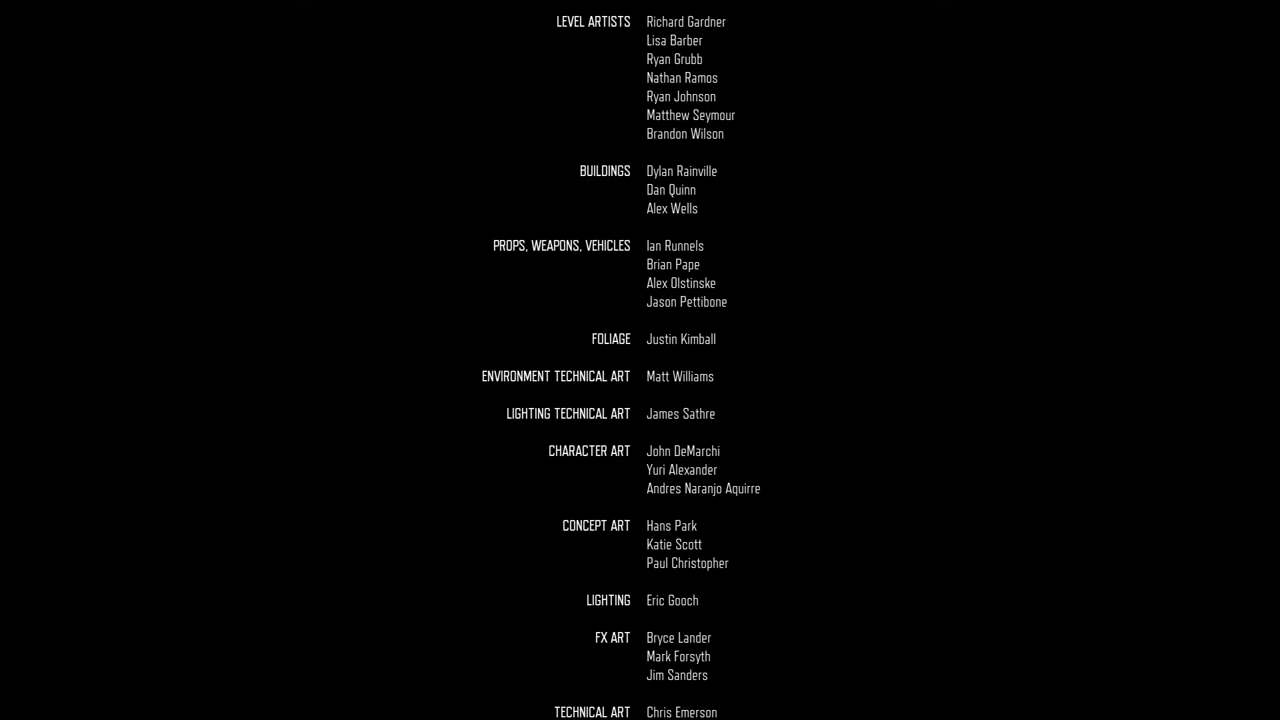 LEVEL ARTISTS Richard Gardner
Lisa Barber
Ryan Grubb
Nathan Ramos
Ryan Johnson
Matthew Seymour
Brandon Wilson
BUILDINGS Dylan Rainville
Dan Quinn
Alex Wells
PROPS, WEAPONS, VEHICLES Ian Runnels
Brian Pape
Alex Olstinske
Jason Pettibone
FOLIAGE Justin Kimball
ENVIRONMENT TECHNICAL ART Matt Williams
LIGHTING TECHNICAL ART James Sathre
CHARACTER ART John DeMarchi
Yuri Alexander
Andres Naranjo Aquirre
CONCEPT ART Hans Park
Katie Scott
Paul Christopher
LIGHTING Eric Gooch
FX ART Bryce Lander
Mark Forsyth
Jim Sanders
TECHNICAL ART Chris Emerson